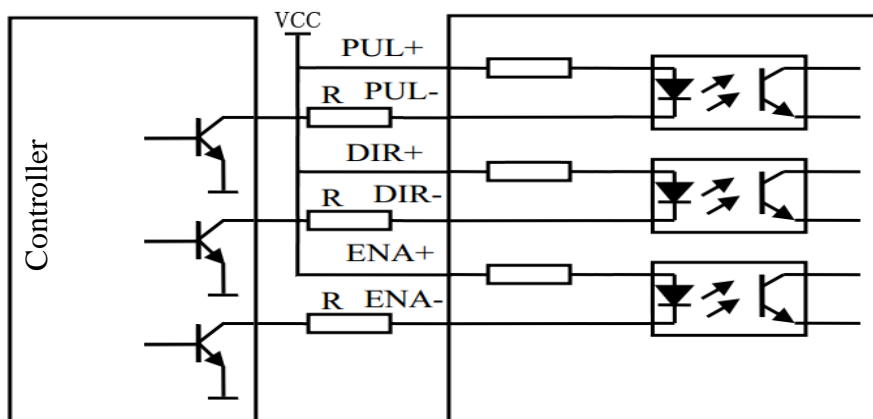 VCC
PUL+
R PUL-
DIR+
R DIR-
ENA+
R ENA-
Controller